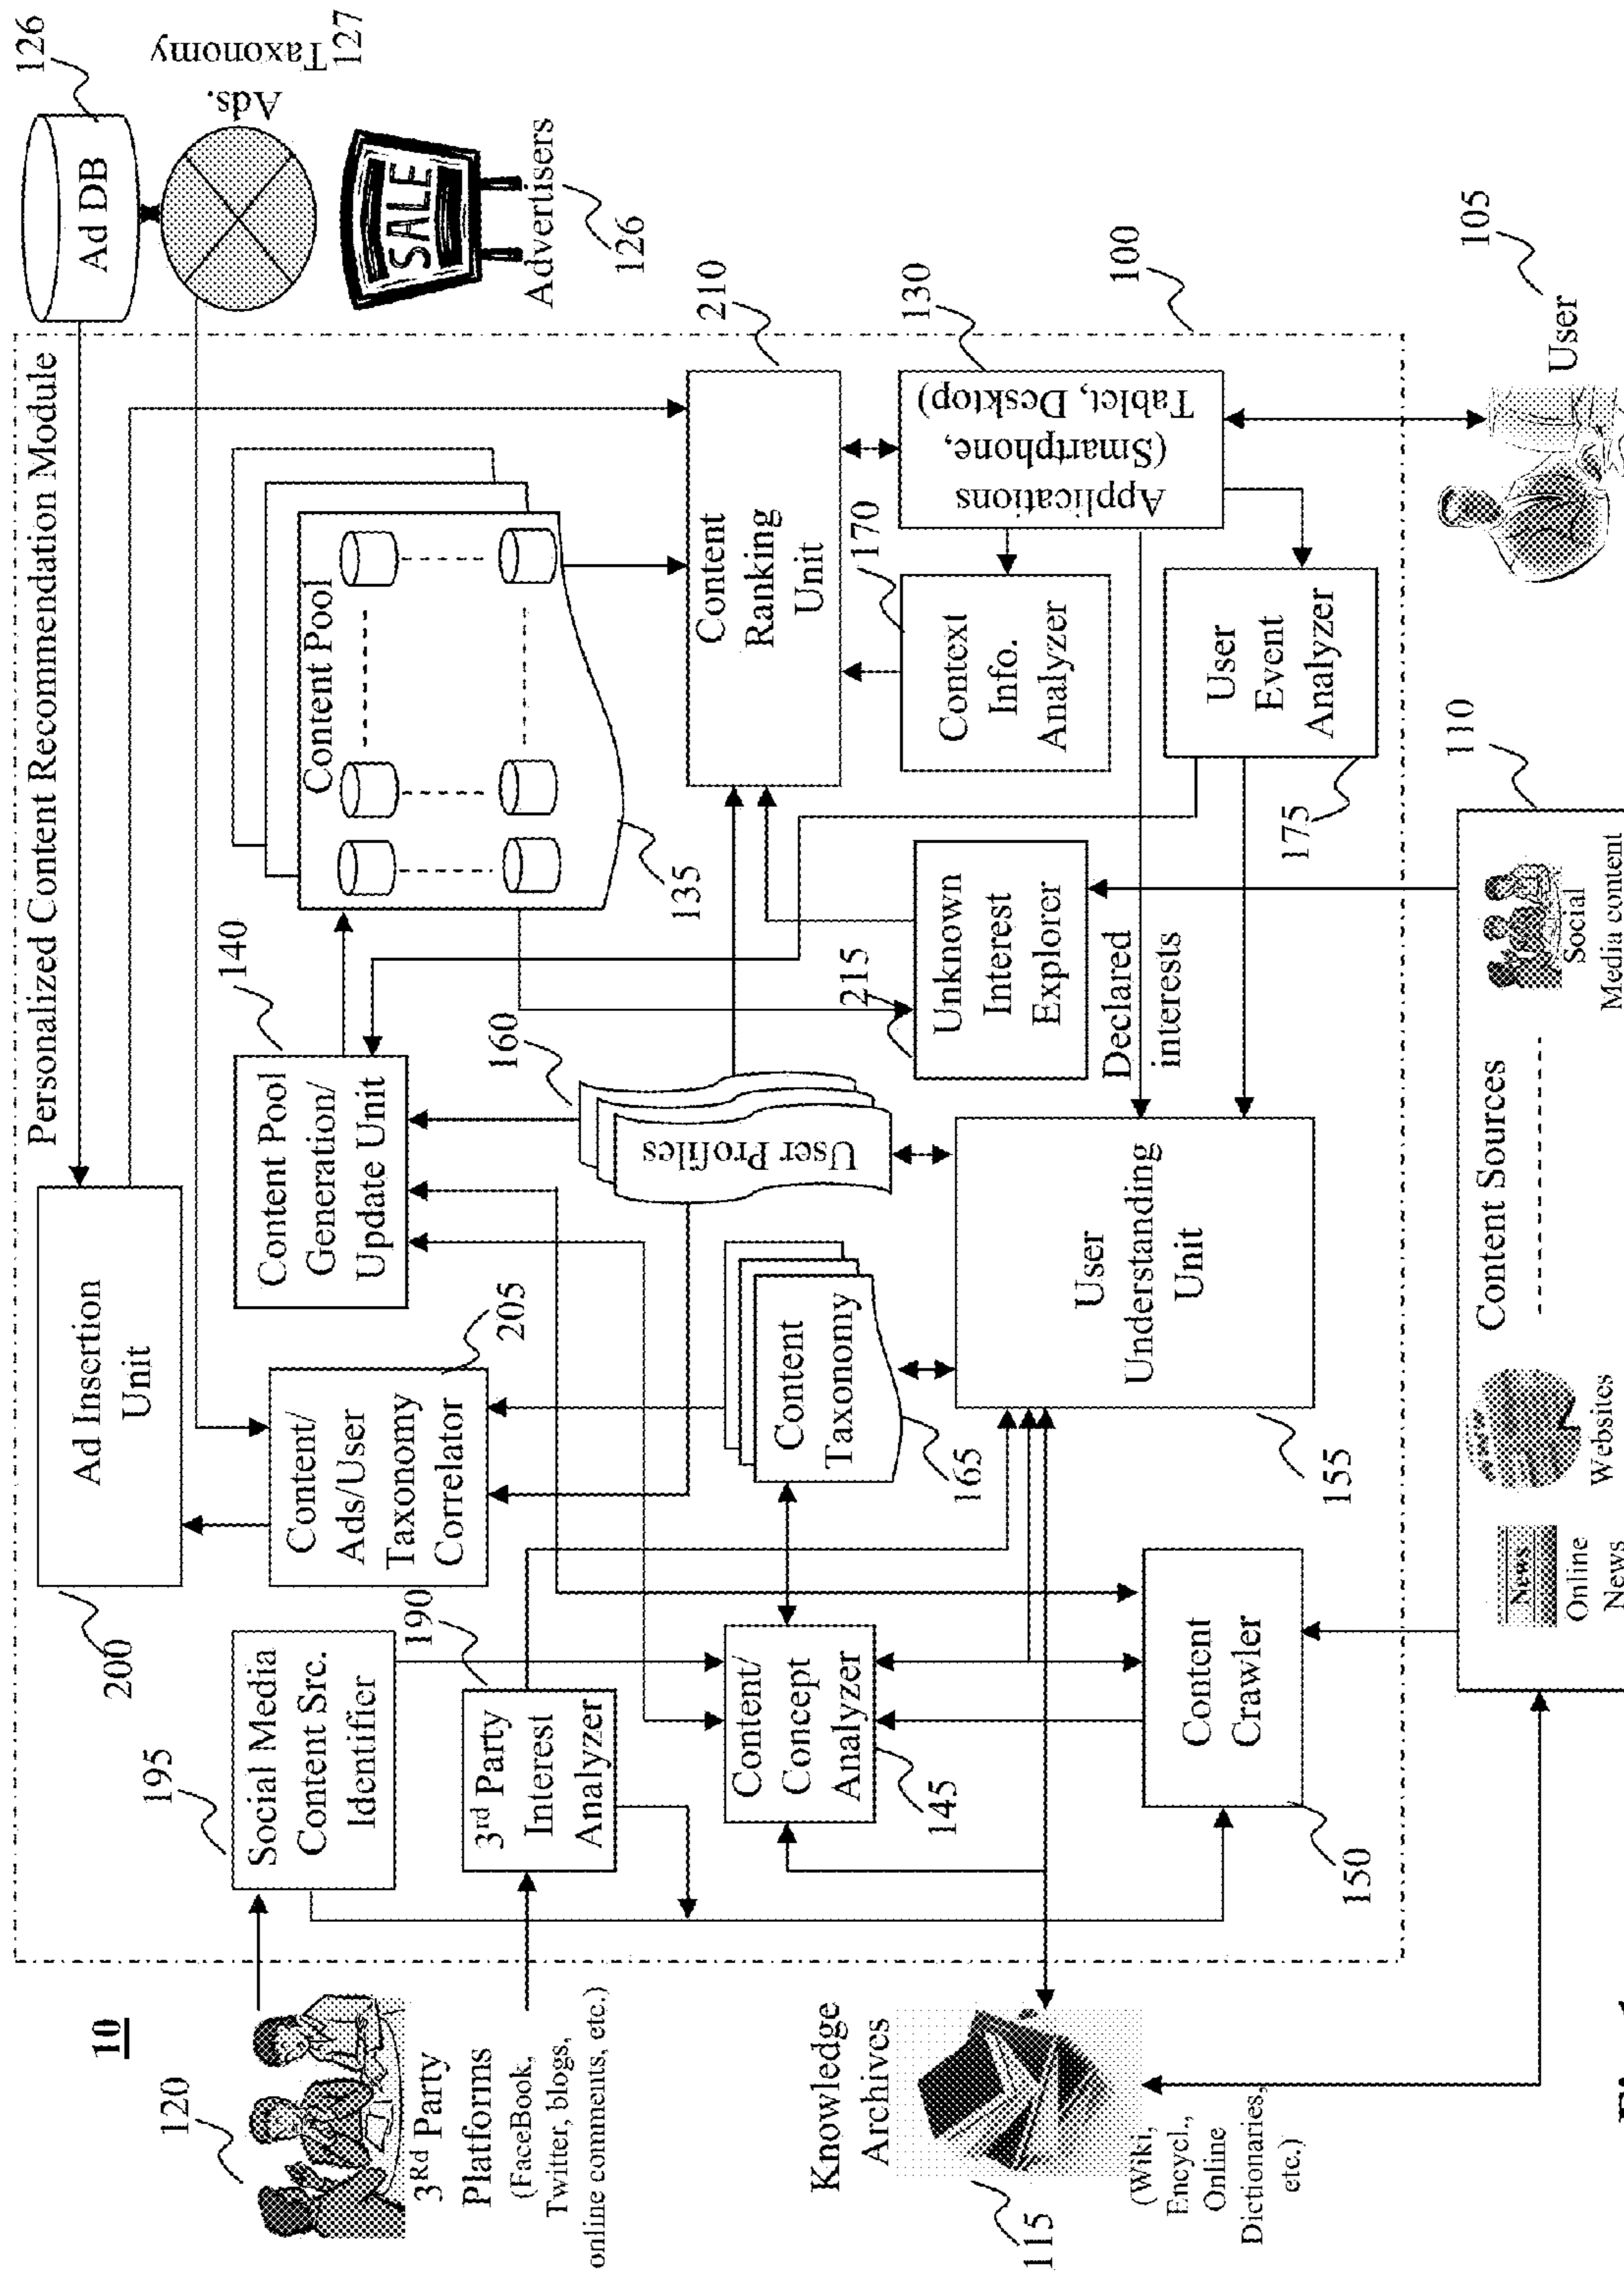 10
120
3Rd Party
Platforms
(FaceBook,
Twitter, blogs,
online comments, etc.)
Knowledge
Archives
115
(Wiki,
Encycl.,
Online
Dictionaries,
etc.)
Personalized Content Recommendation Module
195
Social Media
Content Src.
Identifier
190
3rd Party
Interest
Analyzer
Content/
Concept
Analyzer
145
Content
Crawler
150
200
Ad Insertion
Unit
Content/
Ads/User
Taxonomy
Correlator
205
Content
Taxonomy
165
User
Understanding
Unit
155
140
Content Pool
Generation/
Update Unit
160
User Profiles
Content Pool
135
215
Unknown
Interest
Explorer
Declared
interests
210
Content
Ranking
Unit
170
Context
Info.
Analyzer
130
Applications
(Smartphone,
Tablet, Desktop)
User
Event
Analyzer
175
100
Ad DB
126
Ads.
Taxonomy
127
SALE
Advertisers
126
105
User
110
Content Sources
News
Online
News
Websites
Social
Media content